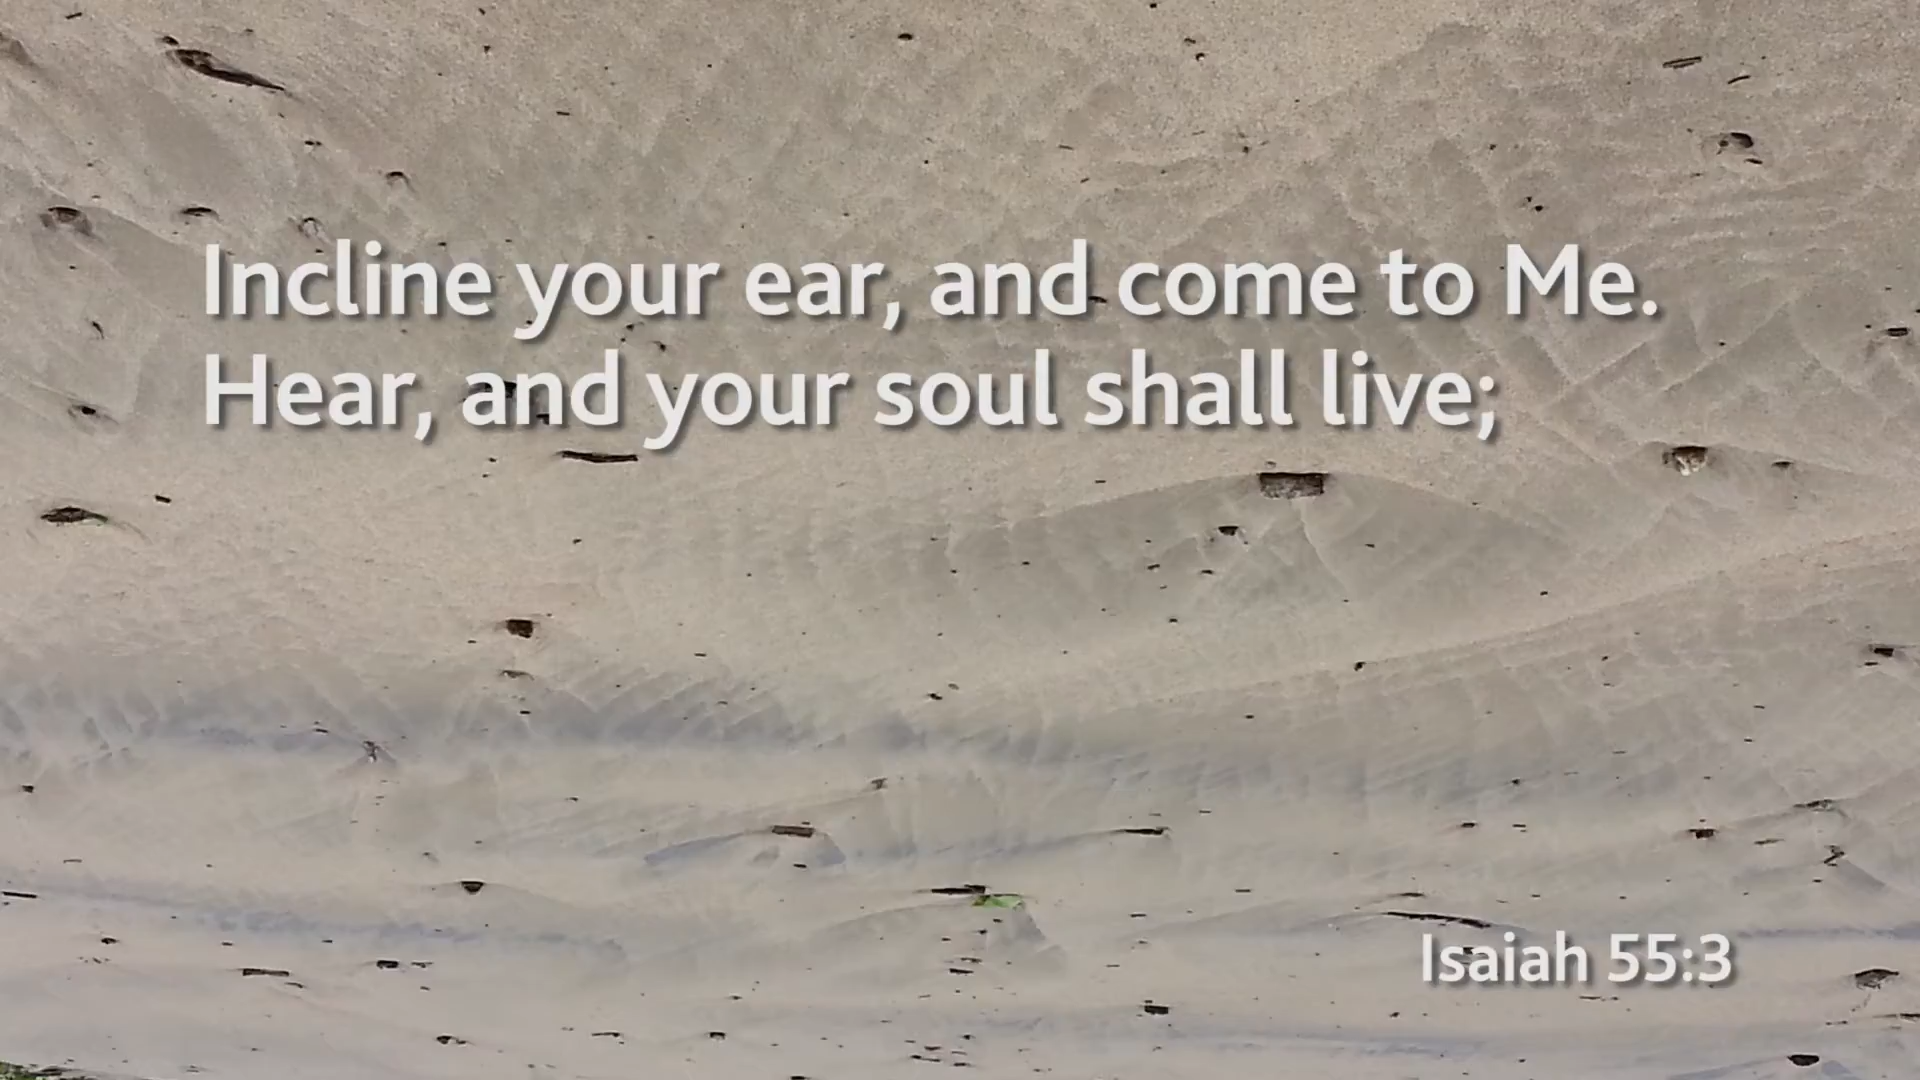 Incline your ear, and come to Me.
Hear, and your soul shall live;
Isaiah 55:3